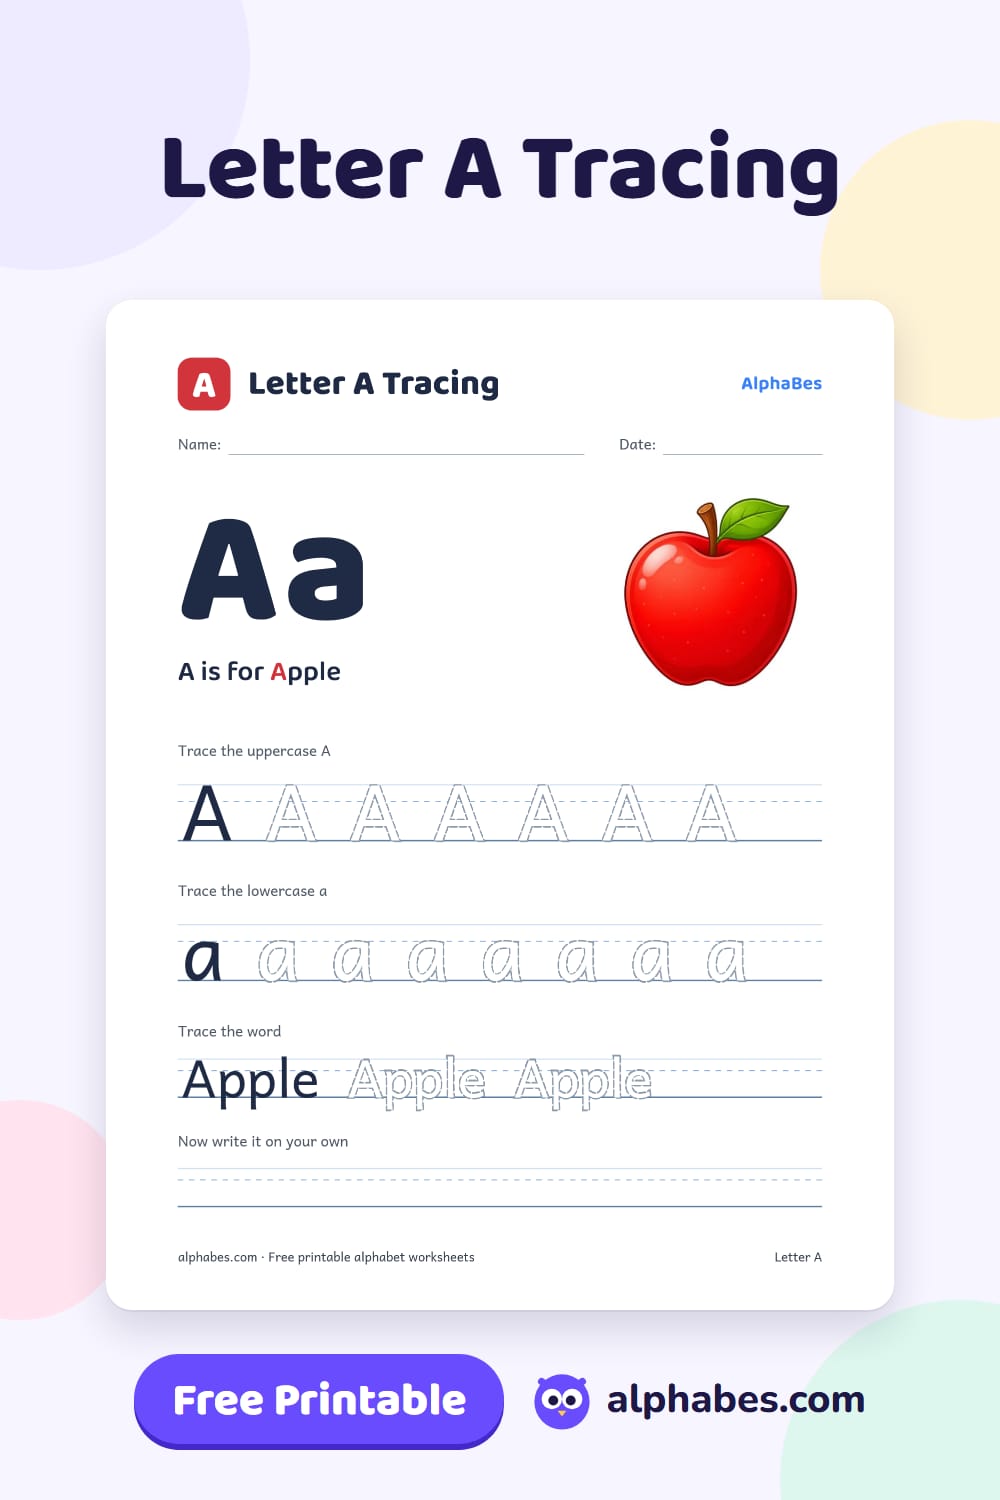 Letter A Tracing
A Letter A Tracing AlphaBes
Name: Date:
Aa
A is for Apple
Trace the uppercase A
A A A A A A A
Trace the lowercase a
a a a a a a a a
Trace the word
Apple Apple Apple
Now write it on your own
alphabes.com · Free printable alphabet worksheets Letter A
Free Printable alphabes.com